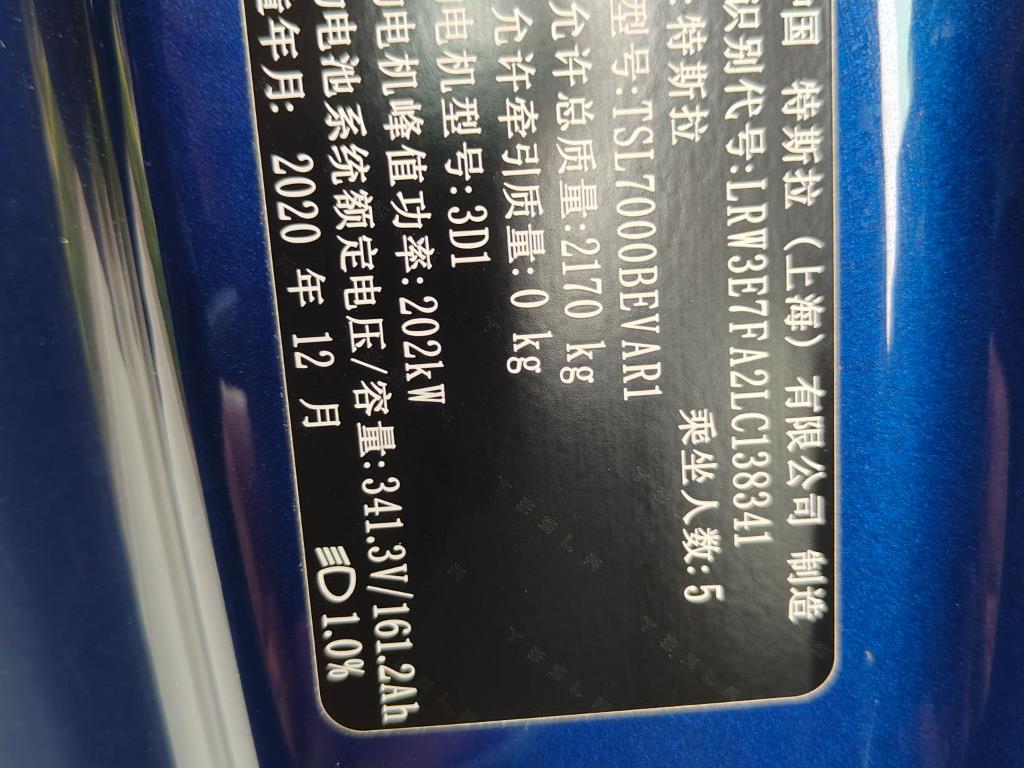 中国 特斯拉（上海）有限公司 制造
识别代号:LRW3E7FA2LC138341
:特斯拉 乘坐人数:5
型号:TSL7000BEVAR1
允许总质量:2170 kg
允许牵引质量:0 kg
电机型号:3D1
电机峰值功率:202kW
电池系统额定电压/容量:341.3V/161.2Ah
年月: 2020 年 12 月 1.0%